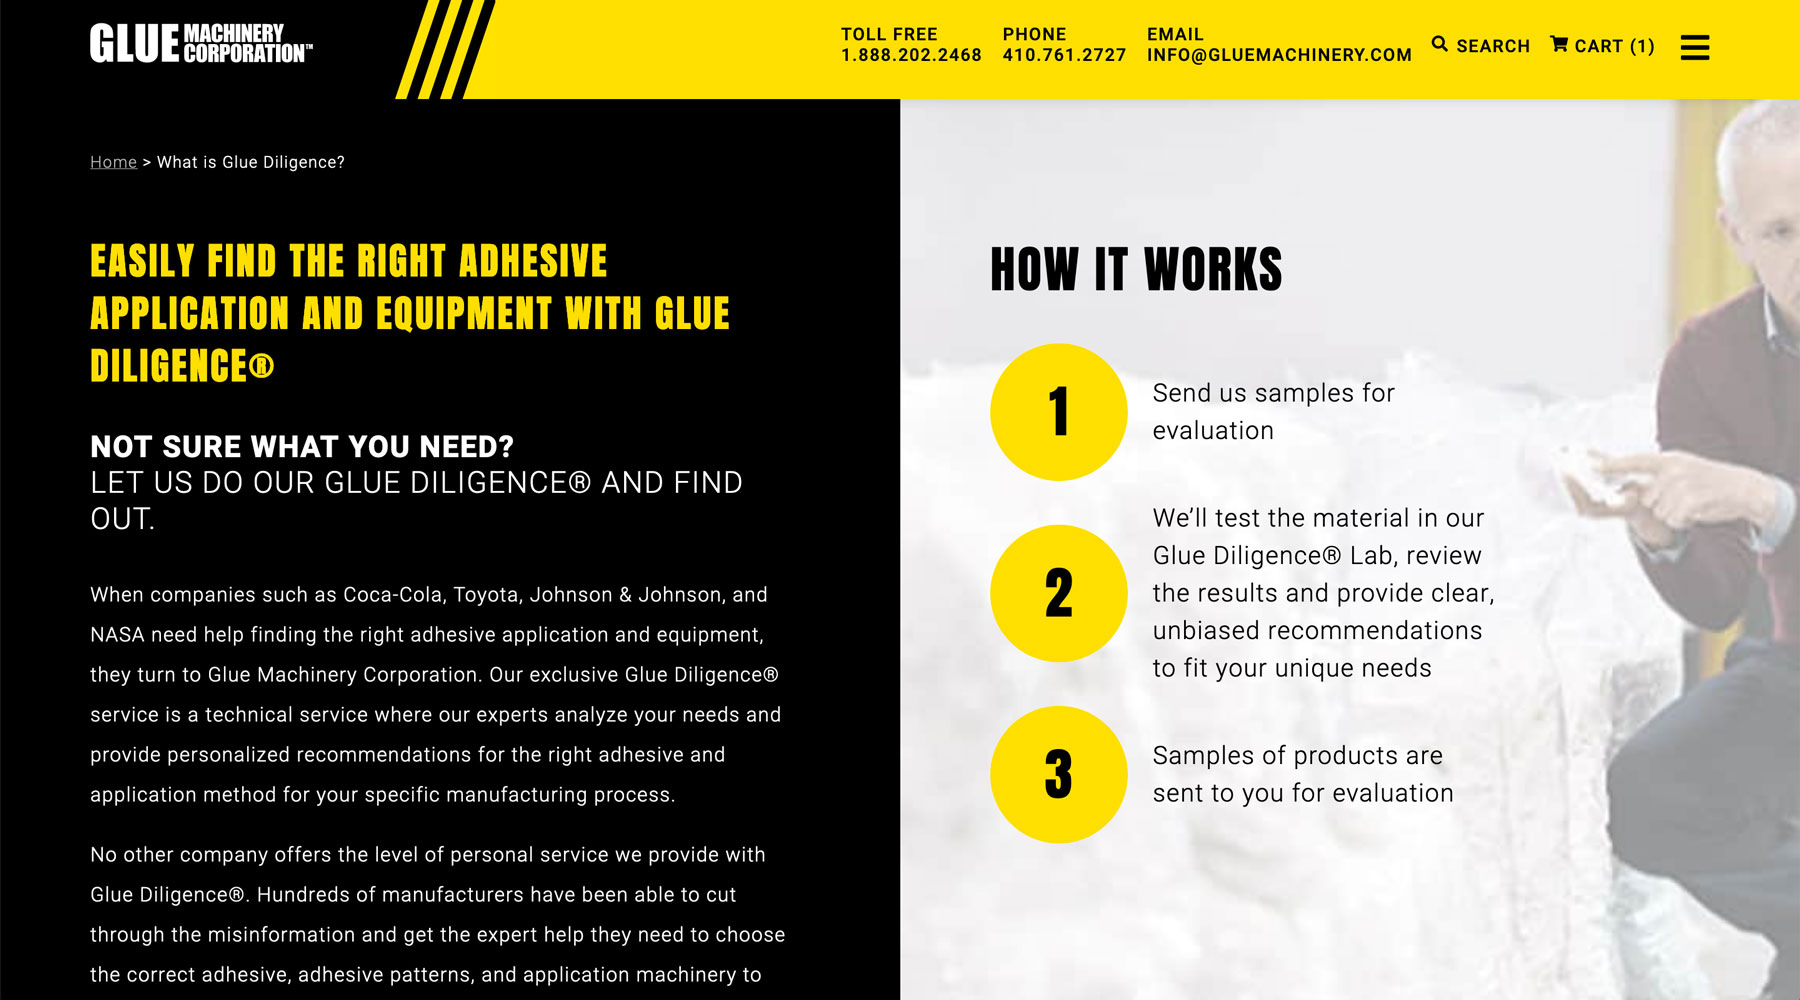 GLUE MACHINERY CORPORATION™
TOLL FREE
1.888.202.2468
PHONE
410.761.2727
EMAIL
INFO@GLUEMACHINERY.COM
SEARCH
CART (1)
Home > What is Glue Diligence?
EASILY FIND THE RIGHT ADHESIVE
APPLICATION AND EQUIPMENT WITH GLUE
DILIGENCE®
NOT SURE WHAT YOU NEED?
LET US DO OUR GLUE DILIGENCE® AND FIND
OUT.
When companies such as Coca-Cola, Toyota, Johnson & Johnson, and
NASA need help finding the right adhesive application and equipment,
they turn to Glue Machinery Corporation. Our exclusive Glue Diligence®
service is a technical service where our experts analyze your needs and
provide personalized recommendations for the right adhesive and
application method for your specific manufacturing process.
No other company offers the level of personal service we provide with
Glue Diligence®. Hundreds of manufacturers have been able to cut
through the misinformation and get the expert help they need to choose
the correct adhesive, adhesive patterns, and application machinery to
HOW IT WORKS
1
Send us samples for
evaluation
2
We’ll test the material in our
Glue Diligence® Lab, review
the results and provide clear,
unbiased recommendations
to fit your unique needs
3
Samples of products are
sent to you for evaluation